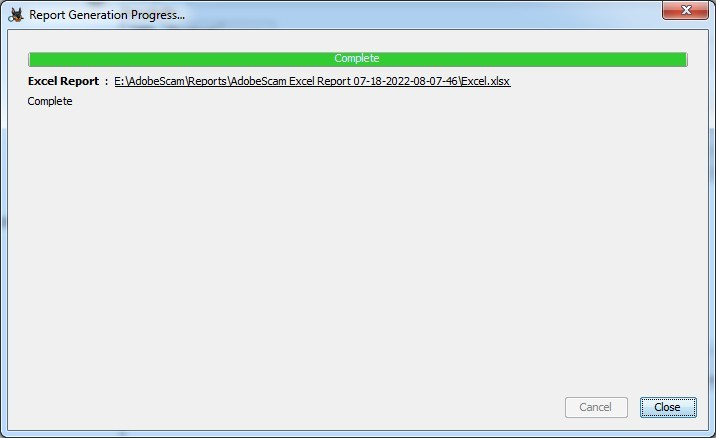 Report Generation Progress...
Complete
Excel Report : E:\AdobeScam\Reports\AdobeScam Excel Report 07-18-2022-08-07-46\Excel.xlsx
Complete
Cancel Close